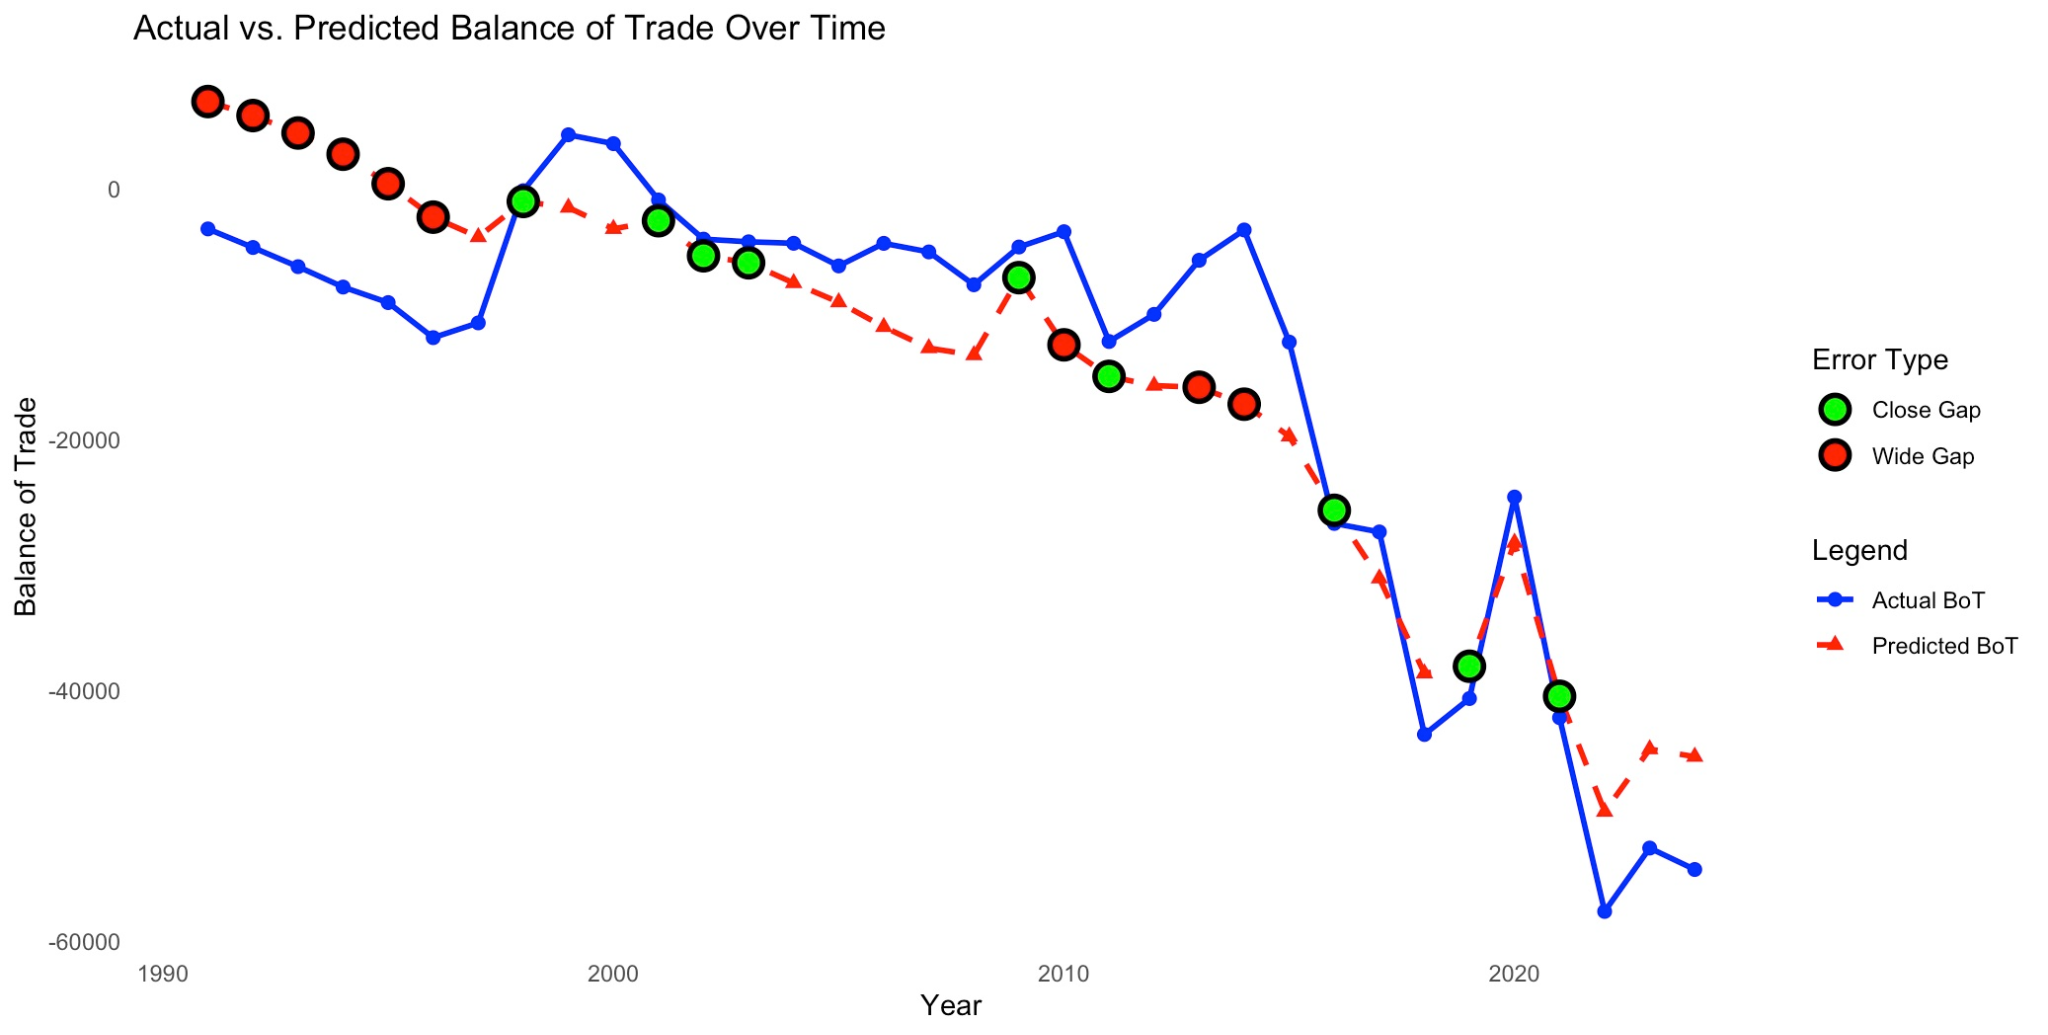 Actual vs. Predicted Balance of Trade Over Time
Balance of Trade
0
-20000
-40000
-60000
1990
2000
2010
2020
Year
Error Type
Close Gap
Wide Gap
Legend
Actual BoT
Predicted BoT